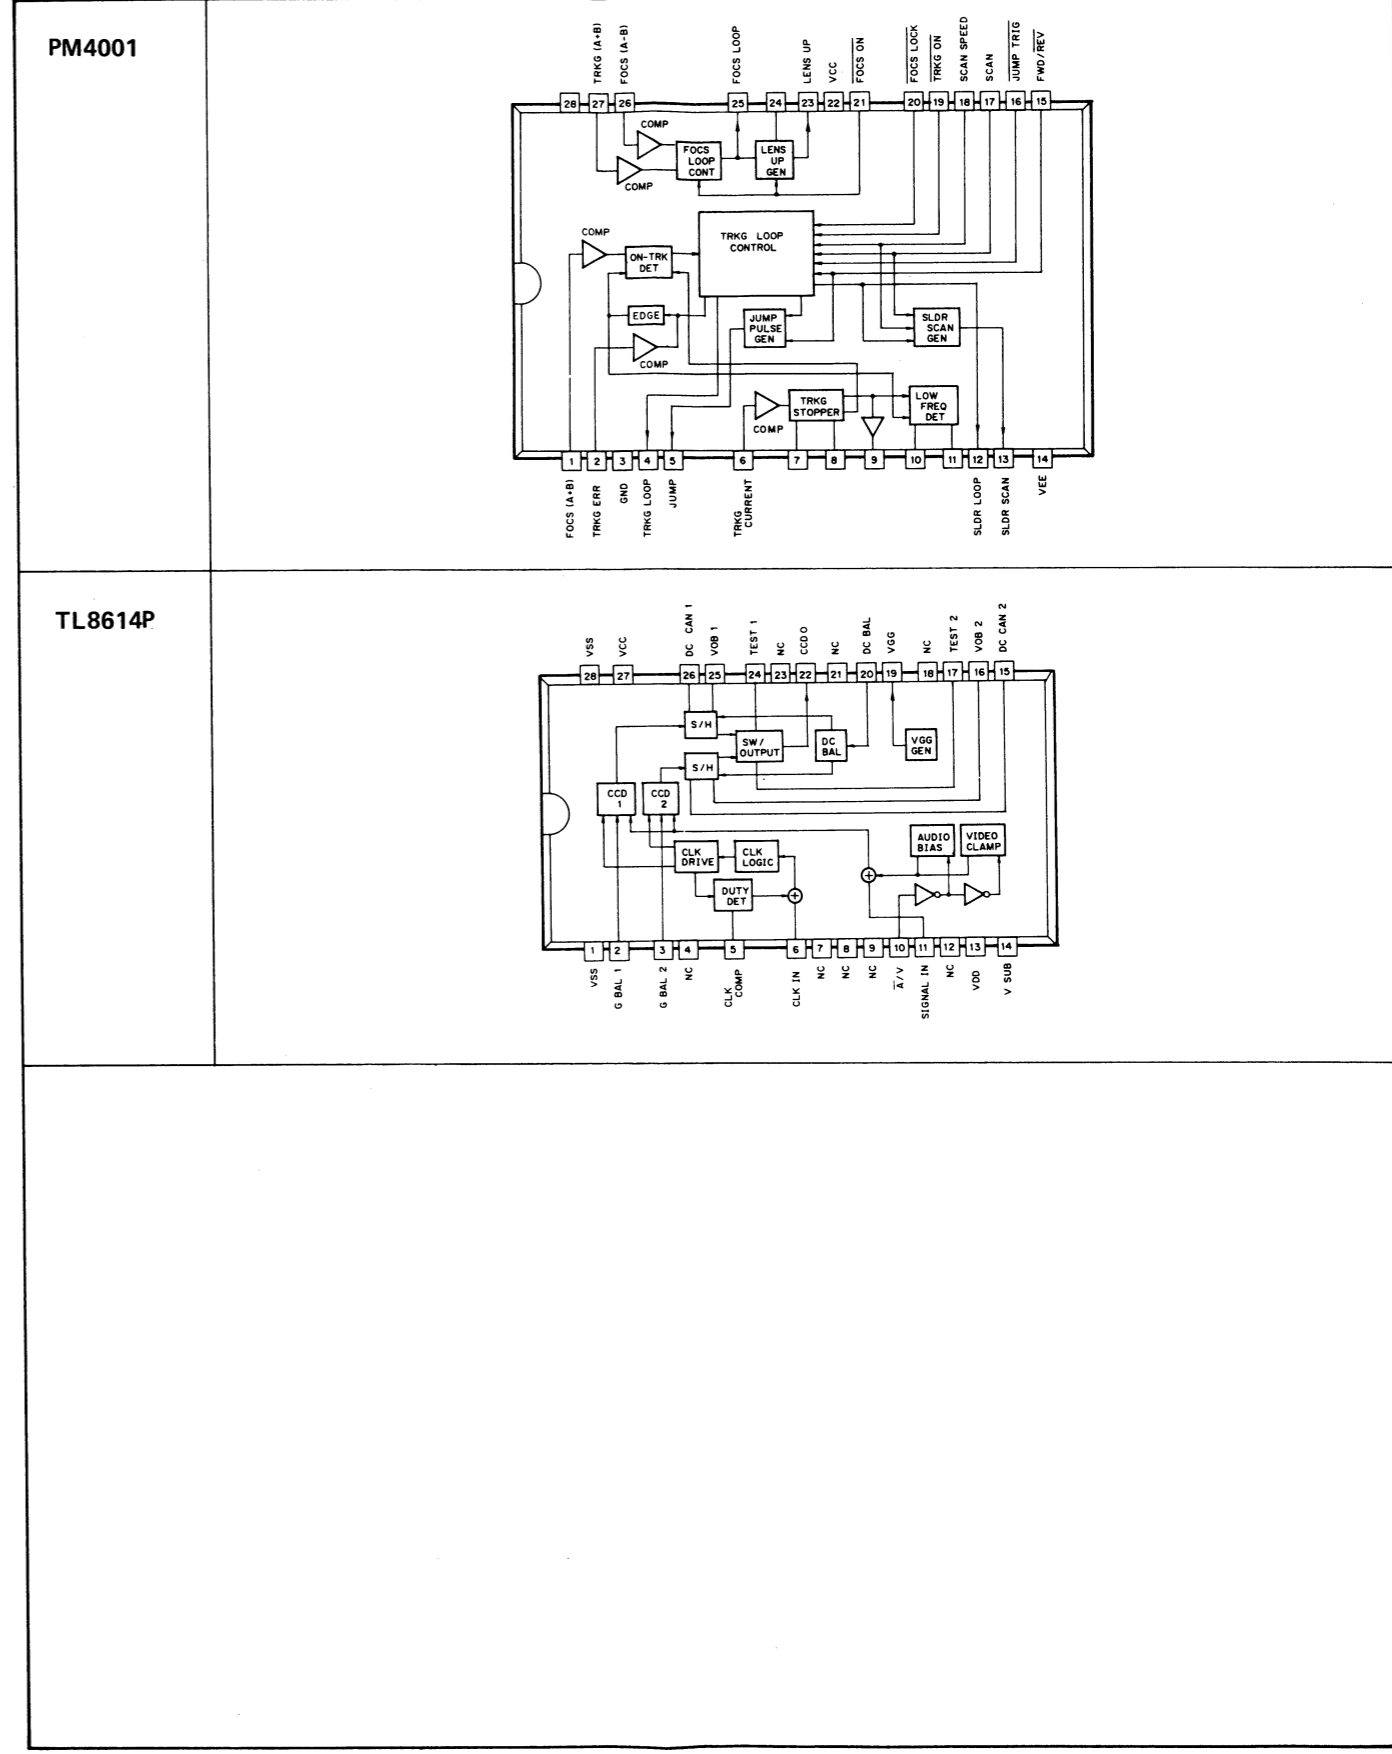 PM4001
TRKG (A+B)
FOCS (A-B)
FOCS LOOP
LENS UP
VCC
FOCS ON
FOCS LOCK
TRKG ON
SCAN SPEED
SCAN
JUMP TRIG
FWD/REV
28 27 26 25 24 23 22 21 20 19 18 17 16 15
COMP
FOCS
LOOP
CONT
LENS
UP
GEN
COMP
COMP
ON-TRK
DET
TRKG LOOP
CONTROL
EDGE
JUMP
PULSE
GEN
SLDR
SCAN
GEN
COMP
TRKG
STOPPER
LOW
FREQ
DET
COMP
1 2 3 4 5 6 7 8 9 10 11 12 13 14
FOCS (A+B)
TRKG ERR
GND
TRKG LOOP
JUMP
TRKG
CURRENT
SLDR LOOP
SLDR SCAN
VEE
TL8614P
VSS
VCC
DC CAN 1
VOB 1
TEST 1
NC
CCD O
NC
DC BAL
VGG
NC
TEST 2
VOB 2
DC CAN 2
28 27 26 25 24 23 22 21 20 19 18 17 16 15
S/H
SW/
OUTPUT
DC
BAL
VGG
GEN
S/H
CCD
1
CCD
2
AUDIO
BIAS
VIDEO
CLAMP
CLK
DRIVE
CLK
LOGIC
DUTY
DET
1 2 3 4 5 6 7 8 9 10 11 12 13 14
VSS
G BAL 1
G BAL 2
NC
CLK
COMP
CLK IN
NC
NC
NC
A/V
SIGNAL IN
NC
VDD
V SUB